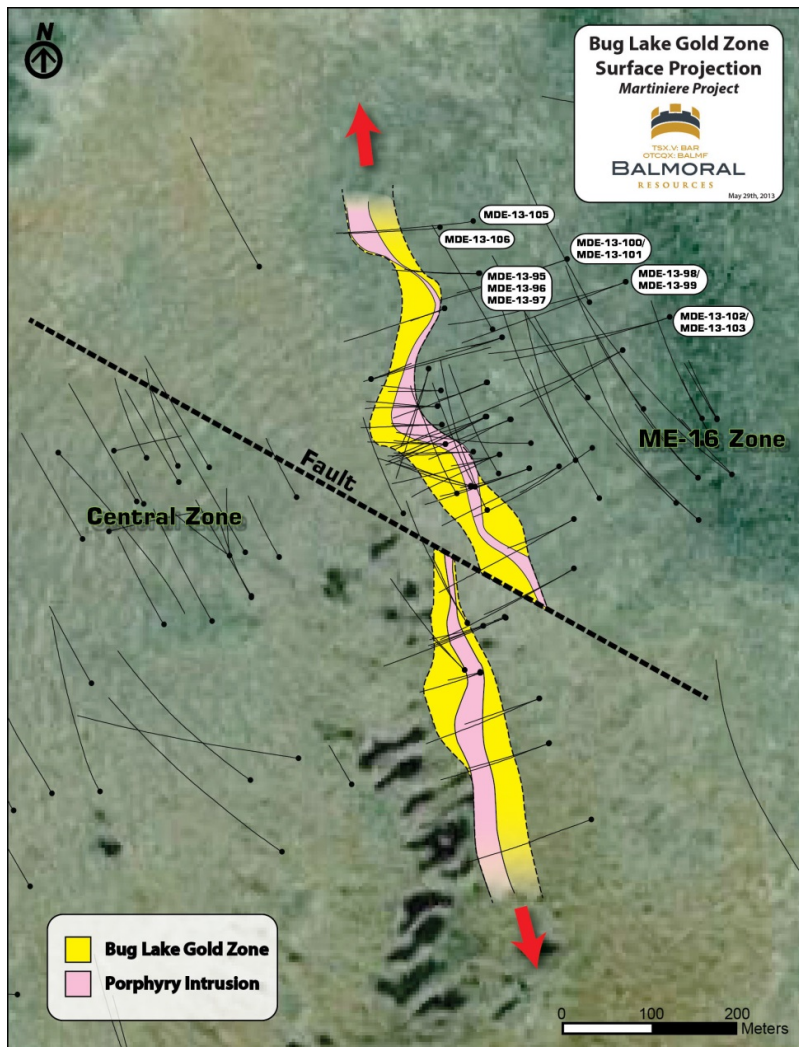 N
Bug Lake Gold Zone
Surface Projection
Martiniere Project
TSX.V: BAR
OTCQX: BALMF
BALMORAL
RESOURCES
May 29th, 2013
MDE-13-105
MDE-13-106
MDE-13-100/
MDE-13-101
MDE-13-95
MDE-13-96
MDE-13-97
MDE-13-98/
MDE-13-99
MDE-13-102/
MDE-13-103
ME-16 Zone
Fault
Central Zone
Bug Lake Gold Zone
Porphyry Intrusion
0 100 200
Meters